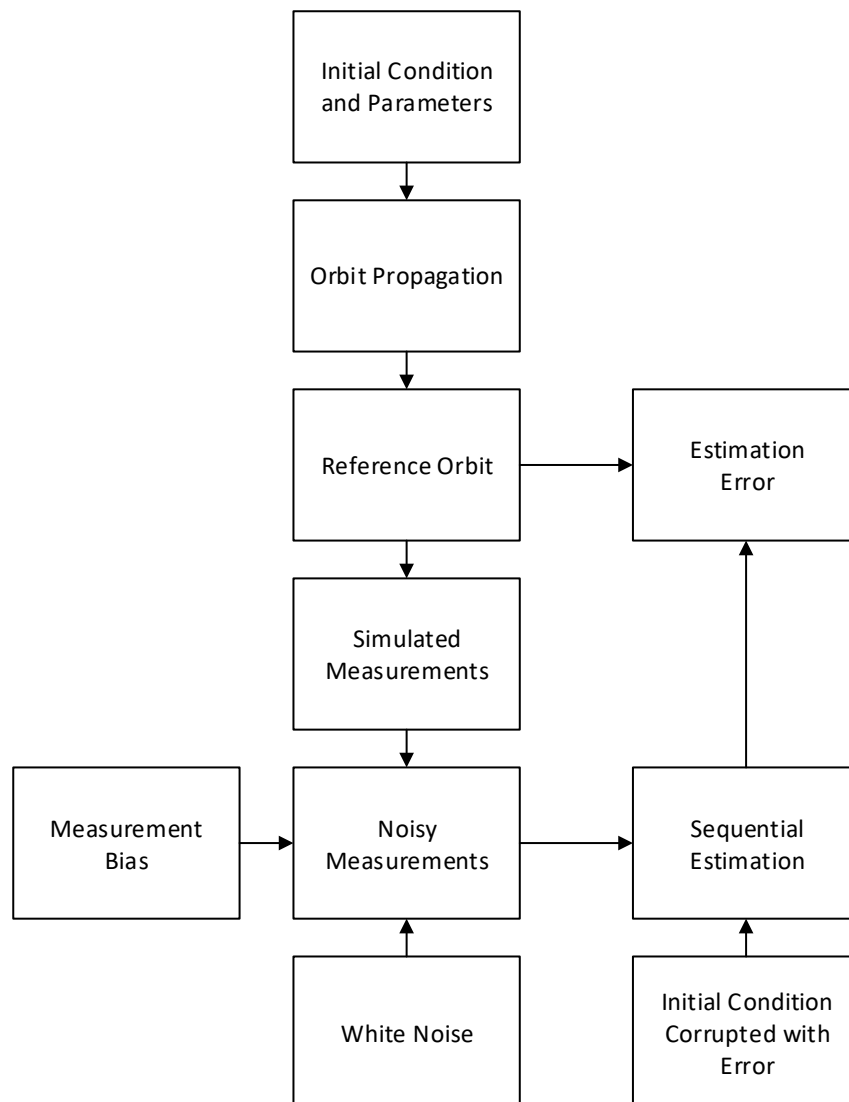 Initial Condition
and Parameters
Orbit Propagation
Reference Orbit
Estimation
Error
Simulated
Measurements
Measurement
Bias
Noisy
Measurements
Sequential
Estimation
White Noise
Initial Condition
Corrupted with
Error